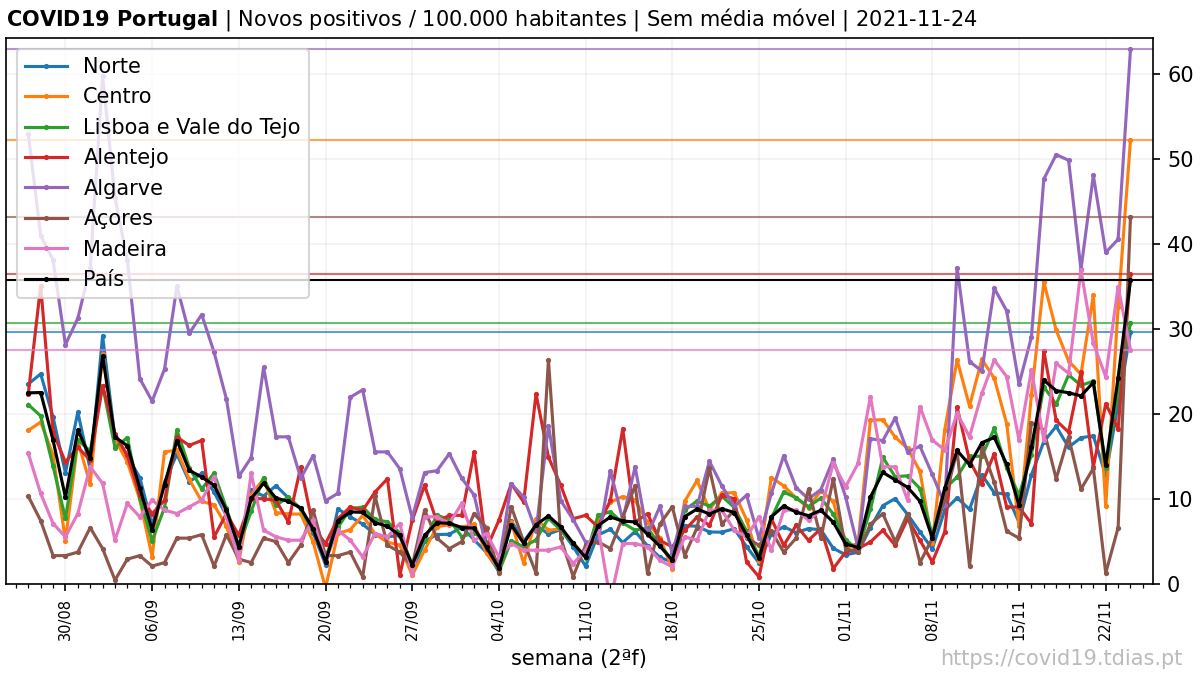 COVID19 Portugal | Novos positivos / 100.000 habitantes | Sem média móvel | 2021-11-24
Norte
Centro
Lisboa e Vale do Tejo
Alentejo
Algarve
Açores
Madeira
País
60
50
40
30
20
10
0
30/08
06/09
13/09
20/09
27/09
04/10
11/10
18/10
25/10
01/11
08/11
15/11
22/11
semana (2ªf)
https://covid19.tdias.pt